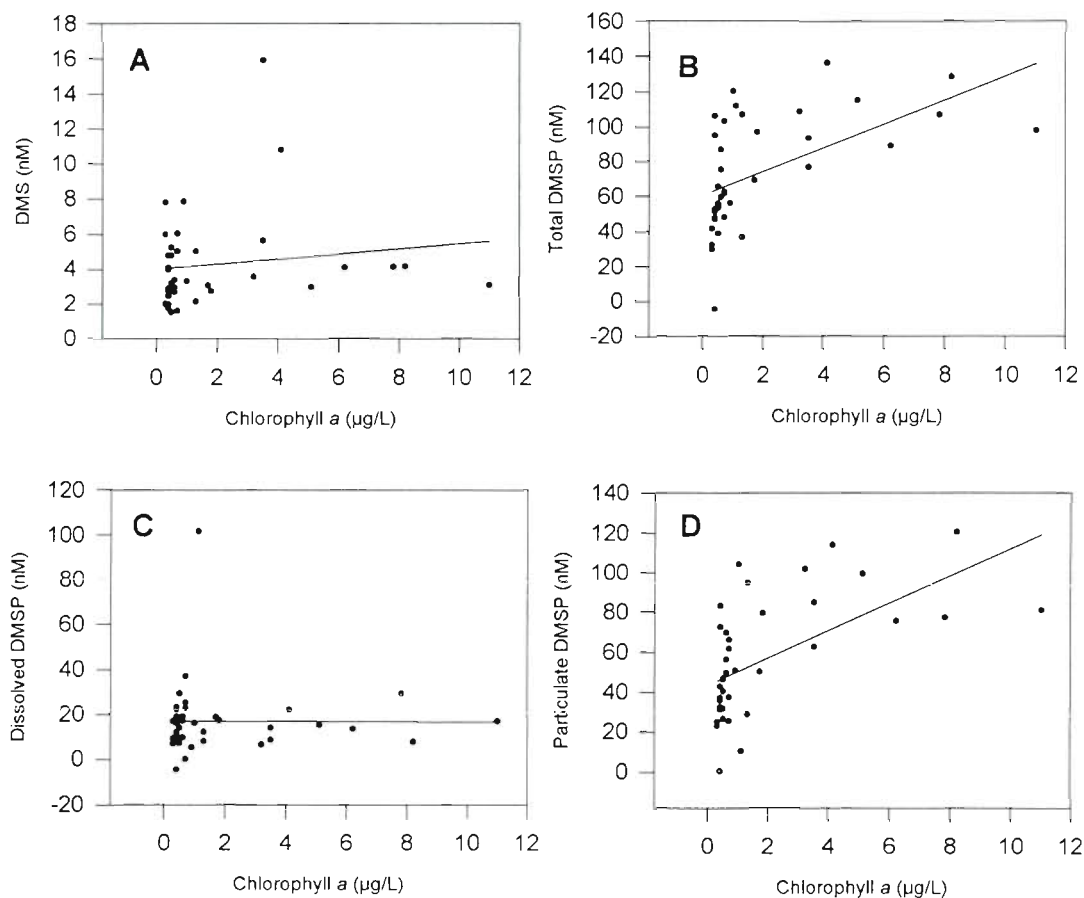 A
DMS (nM)
18
16
14
12
10
8
6
4
2
0
0 2 4 6 8 10 12
Chlorophyll a (µg/L)
B
Total DMSP (nM)
160
140
120
100
80
60
40
20
0
-20
0 2 4 6 8 10 12
Chlorophyll a (µg/L)
C
Dissolved DMSP (nM)
120
100
80
60
40
20
0
-20
0 2 4 6 8 10 12
Chlorophyll a (µg/L)
D
Particulate DMSP (nM)
140
120
100
80
60
40
20
0
0 2 4 6 8 10 12
Chlorophyll a (µg/L)